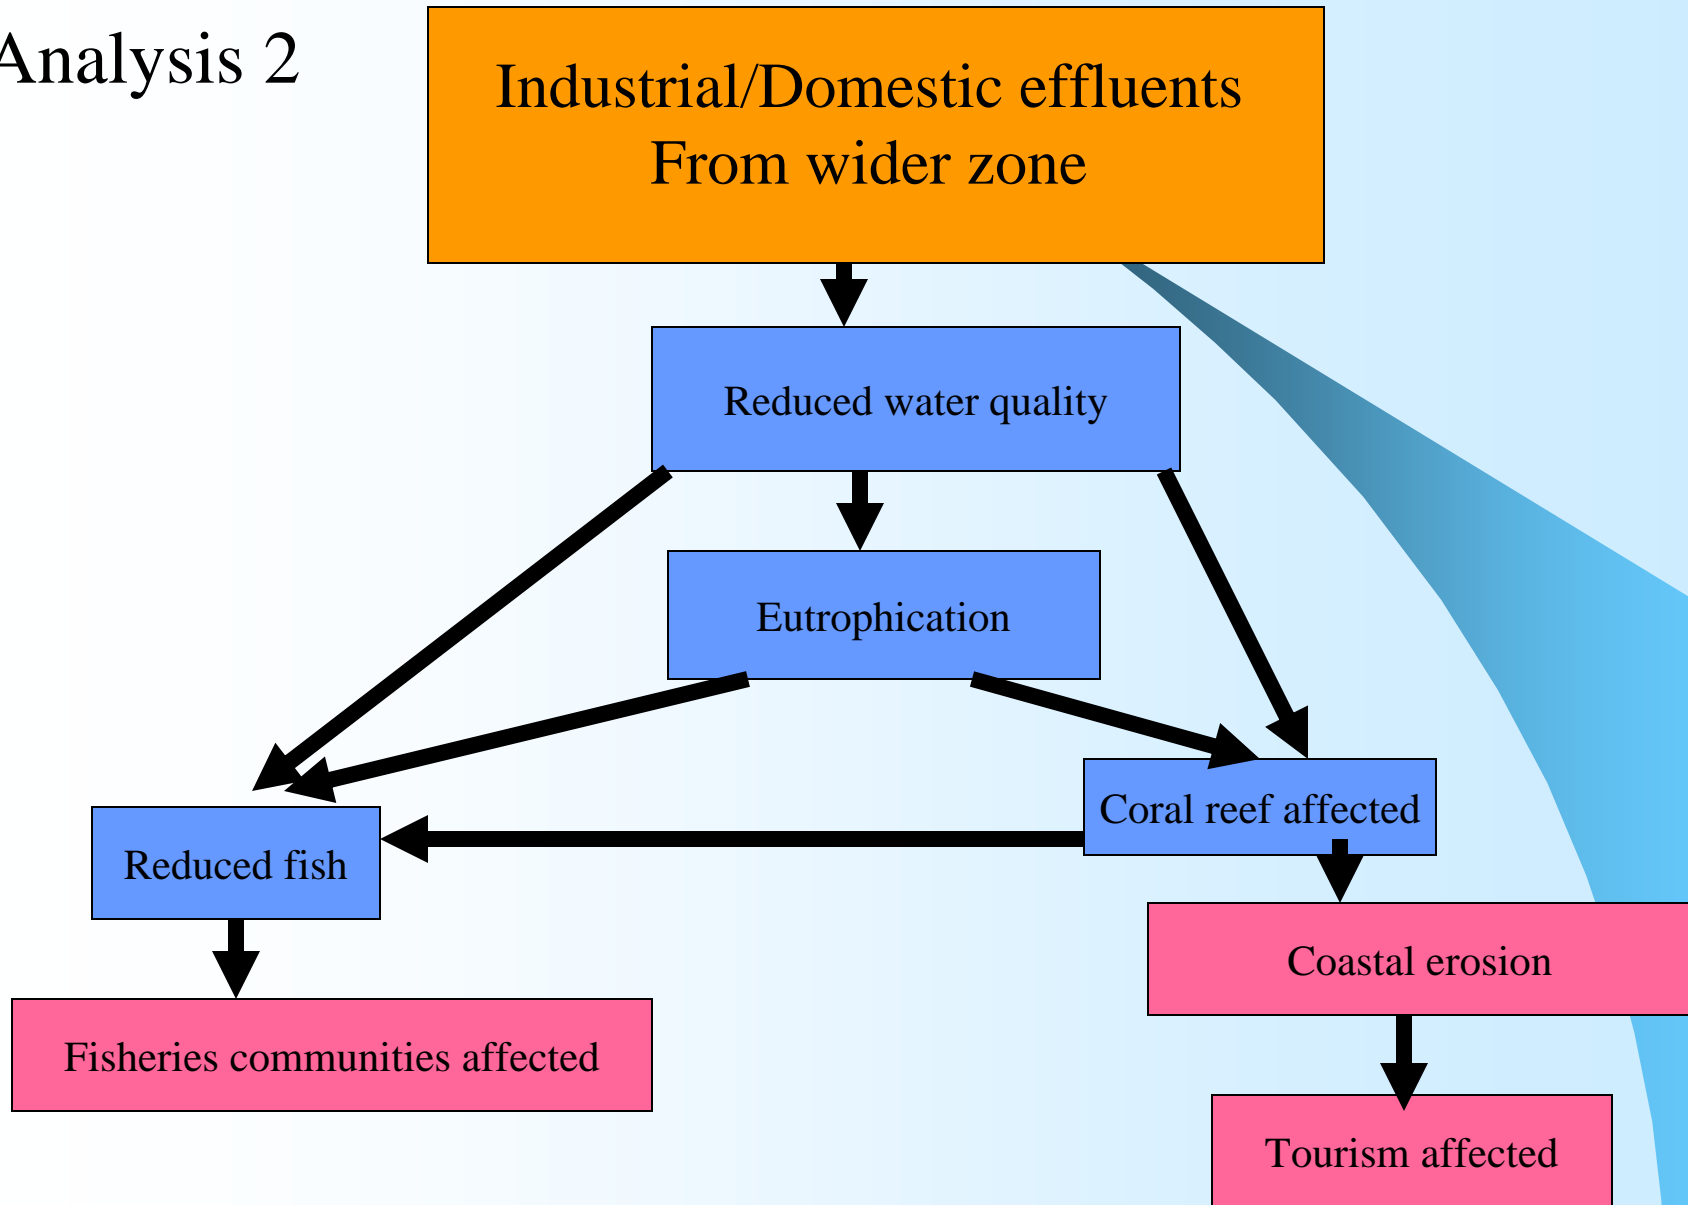 Analysis 2
Industrial/Domestic effluents
From wider zone
Reduced water quality
Eutrophication
Coral reef affected
Reduced fish
Coastal erosion
Fisheries communities affected
Tourism affected